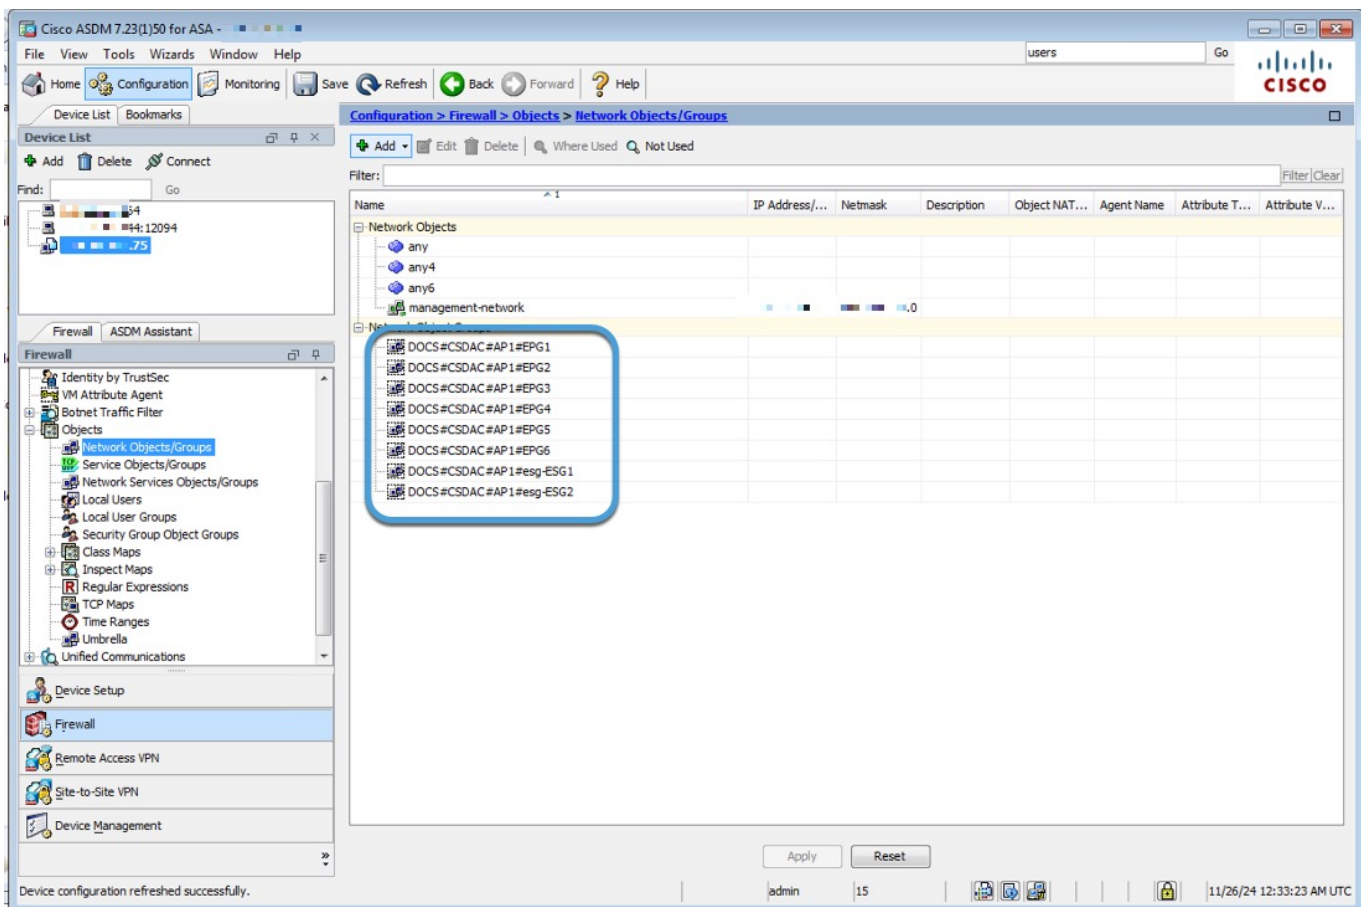 Cisco ASDM 7.23(1)50 for ASA -
File View Tools Wizards Window Help
users Go
Home Configuration Monitoring Save Refresh Back Forward Help
CISCO
Device List Bookmarks
Configuration > Firewall > Objects > Network Objects/Groups
Device List
Add Delete Connect
Add Edit Delete Where Used Not Used
Find: Go
Filter: Filter Clear
54
44:12094
.75
1
Name IP Address/... Netmask Description Object NAT... Agent Name Attribute T... Attribute V...
Network Objects
any
any4
any6
management-network .0
Network Object Groups
DOCS#CSDAC#AP1#EPG1
DOCS#CSDAC#AP1#EPG2
DOCS#CSDAC#AP1#EPG3
DOCS#CSDAC#AP1#EPG4
DOCS#CSDAC#AP1#EPG5
DOCS#CSDAC#AP1#EPG6
DOCS#CSDAC#AP1#esg-ESG1
DOCS#CSDAC#AP1#esg-ESG2
Firewall ASDM Assistant
Firewall
Identity by TrustSec
VM Attribute Agent
Botnet Traffic Filter
Objects
Network Objects/Groups
Service Objects/Groups
Network Services Objects/Groups
Local Users
Local User Groups
Security Group Object Groups
Class Maps
Inspect Maps
Regular Expressions
TCP Maps
Time Ranges
Umbrella
Unified Communications
Device Setup
Firewall
Remote Access VPN
Site-to-Site VPN
Device Management
Apply Reset
Device configuration refreshed successfully.
admin 15 11/26/24 12:33:23 AM UTC